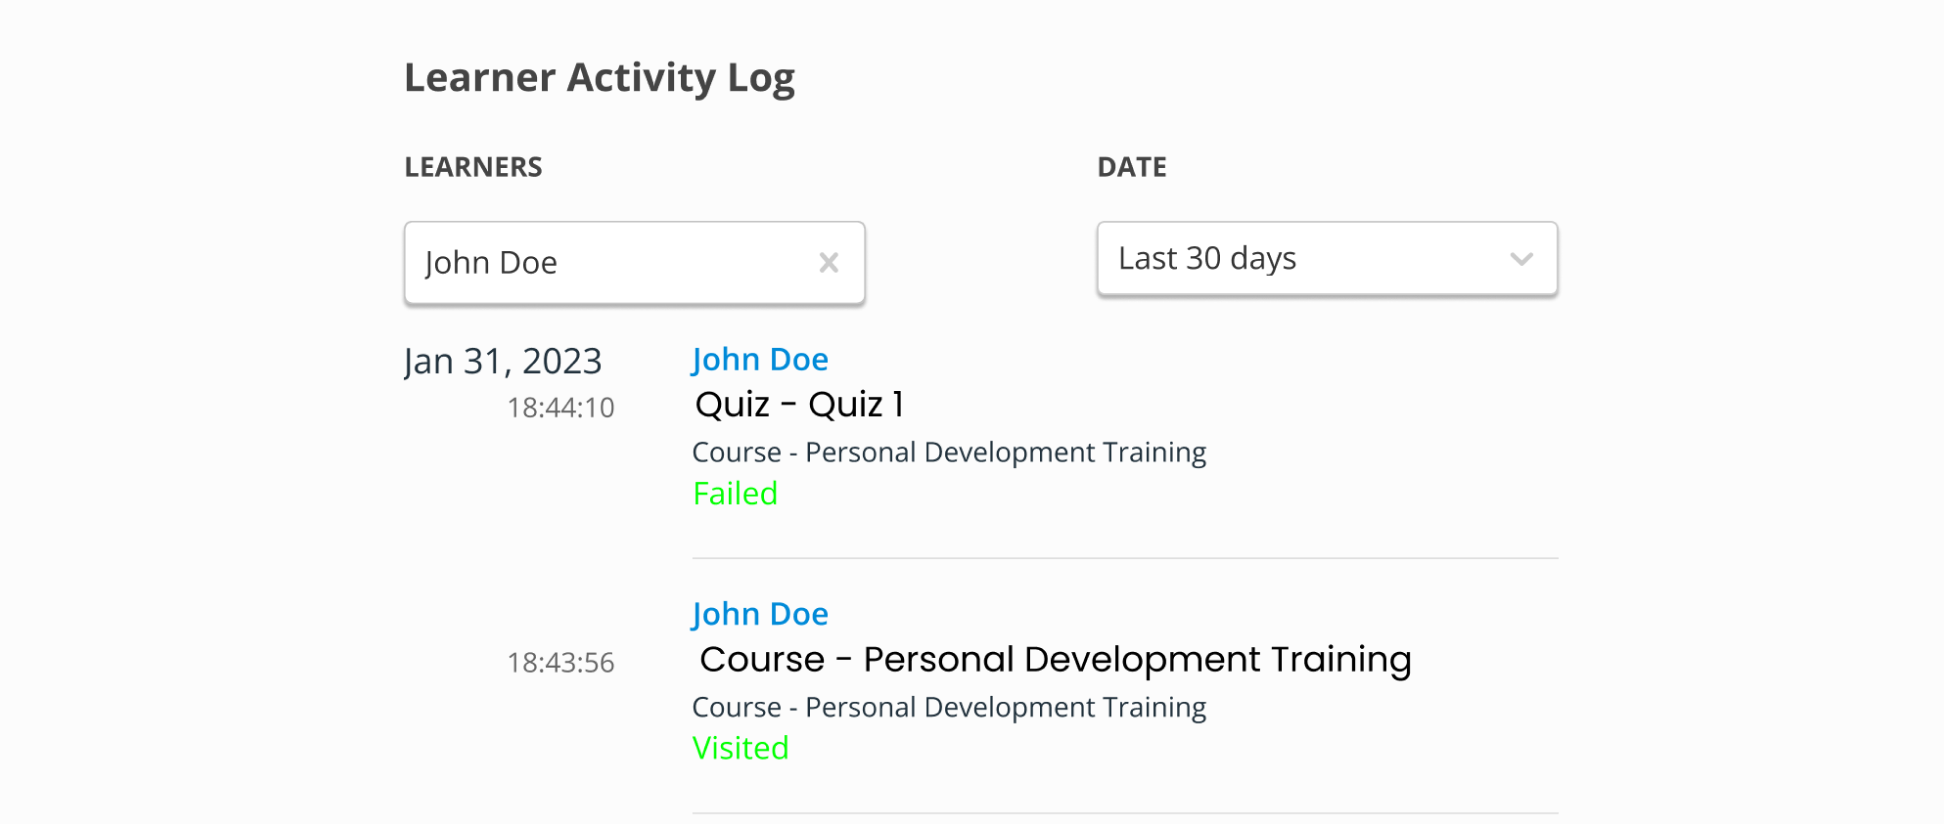 Learner Activity Log
LEARNERS
DATE
John Doe
Last 30 days
Jan 31, 2023
John Doe
18:44:10
Quiz - Quiz 1
Course - Personal Development Training
Failed
John Doe
18:43:56
Course - Personal Development Training
Course - Personal Development Training
Visited